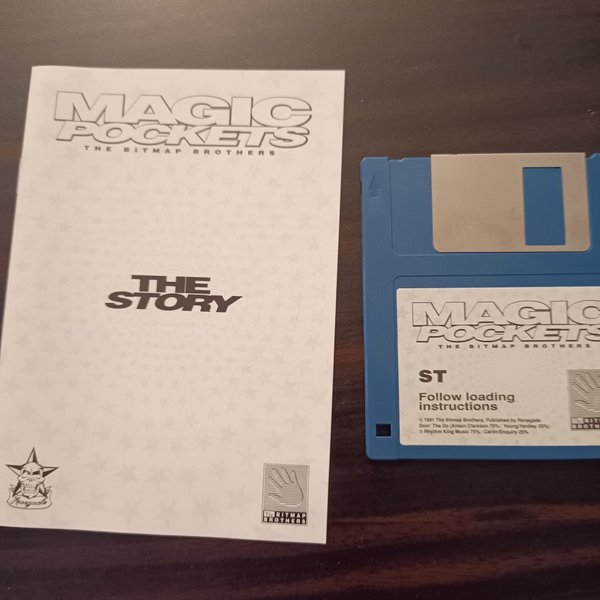 MAGIC
POCKETS
THE BITMAP BROTHERS
THE
STORY
Renegade
The BITMAP
BROTHERS
MAGIC
POCKETS
THE BITMAP BROTHERS
ST
Follow loading
instructions
© 1991 The Bitmap Brothers. Published by Renegade
Doin' The Do (Alison Clarkson 75% / Young/Yardley 25%)
© Rhythm King Music 75% / Carlin/Enquiry 25%
The BITMAP
BROTHERS